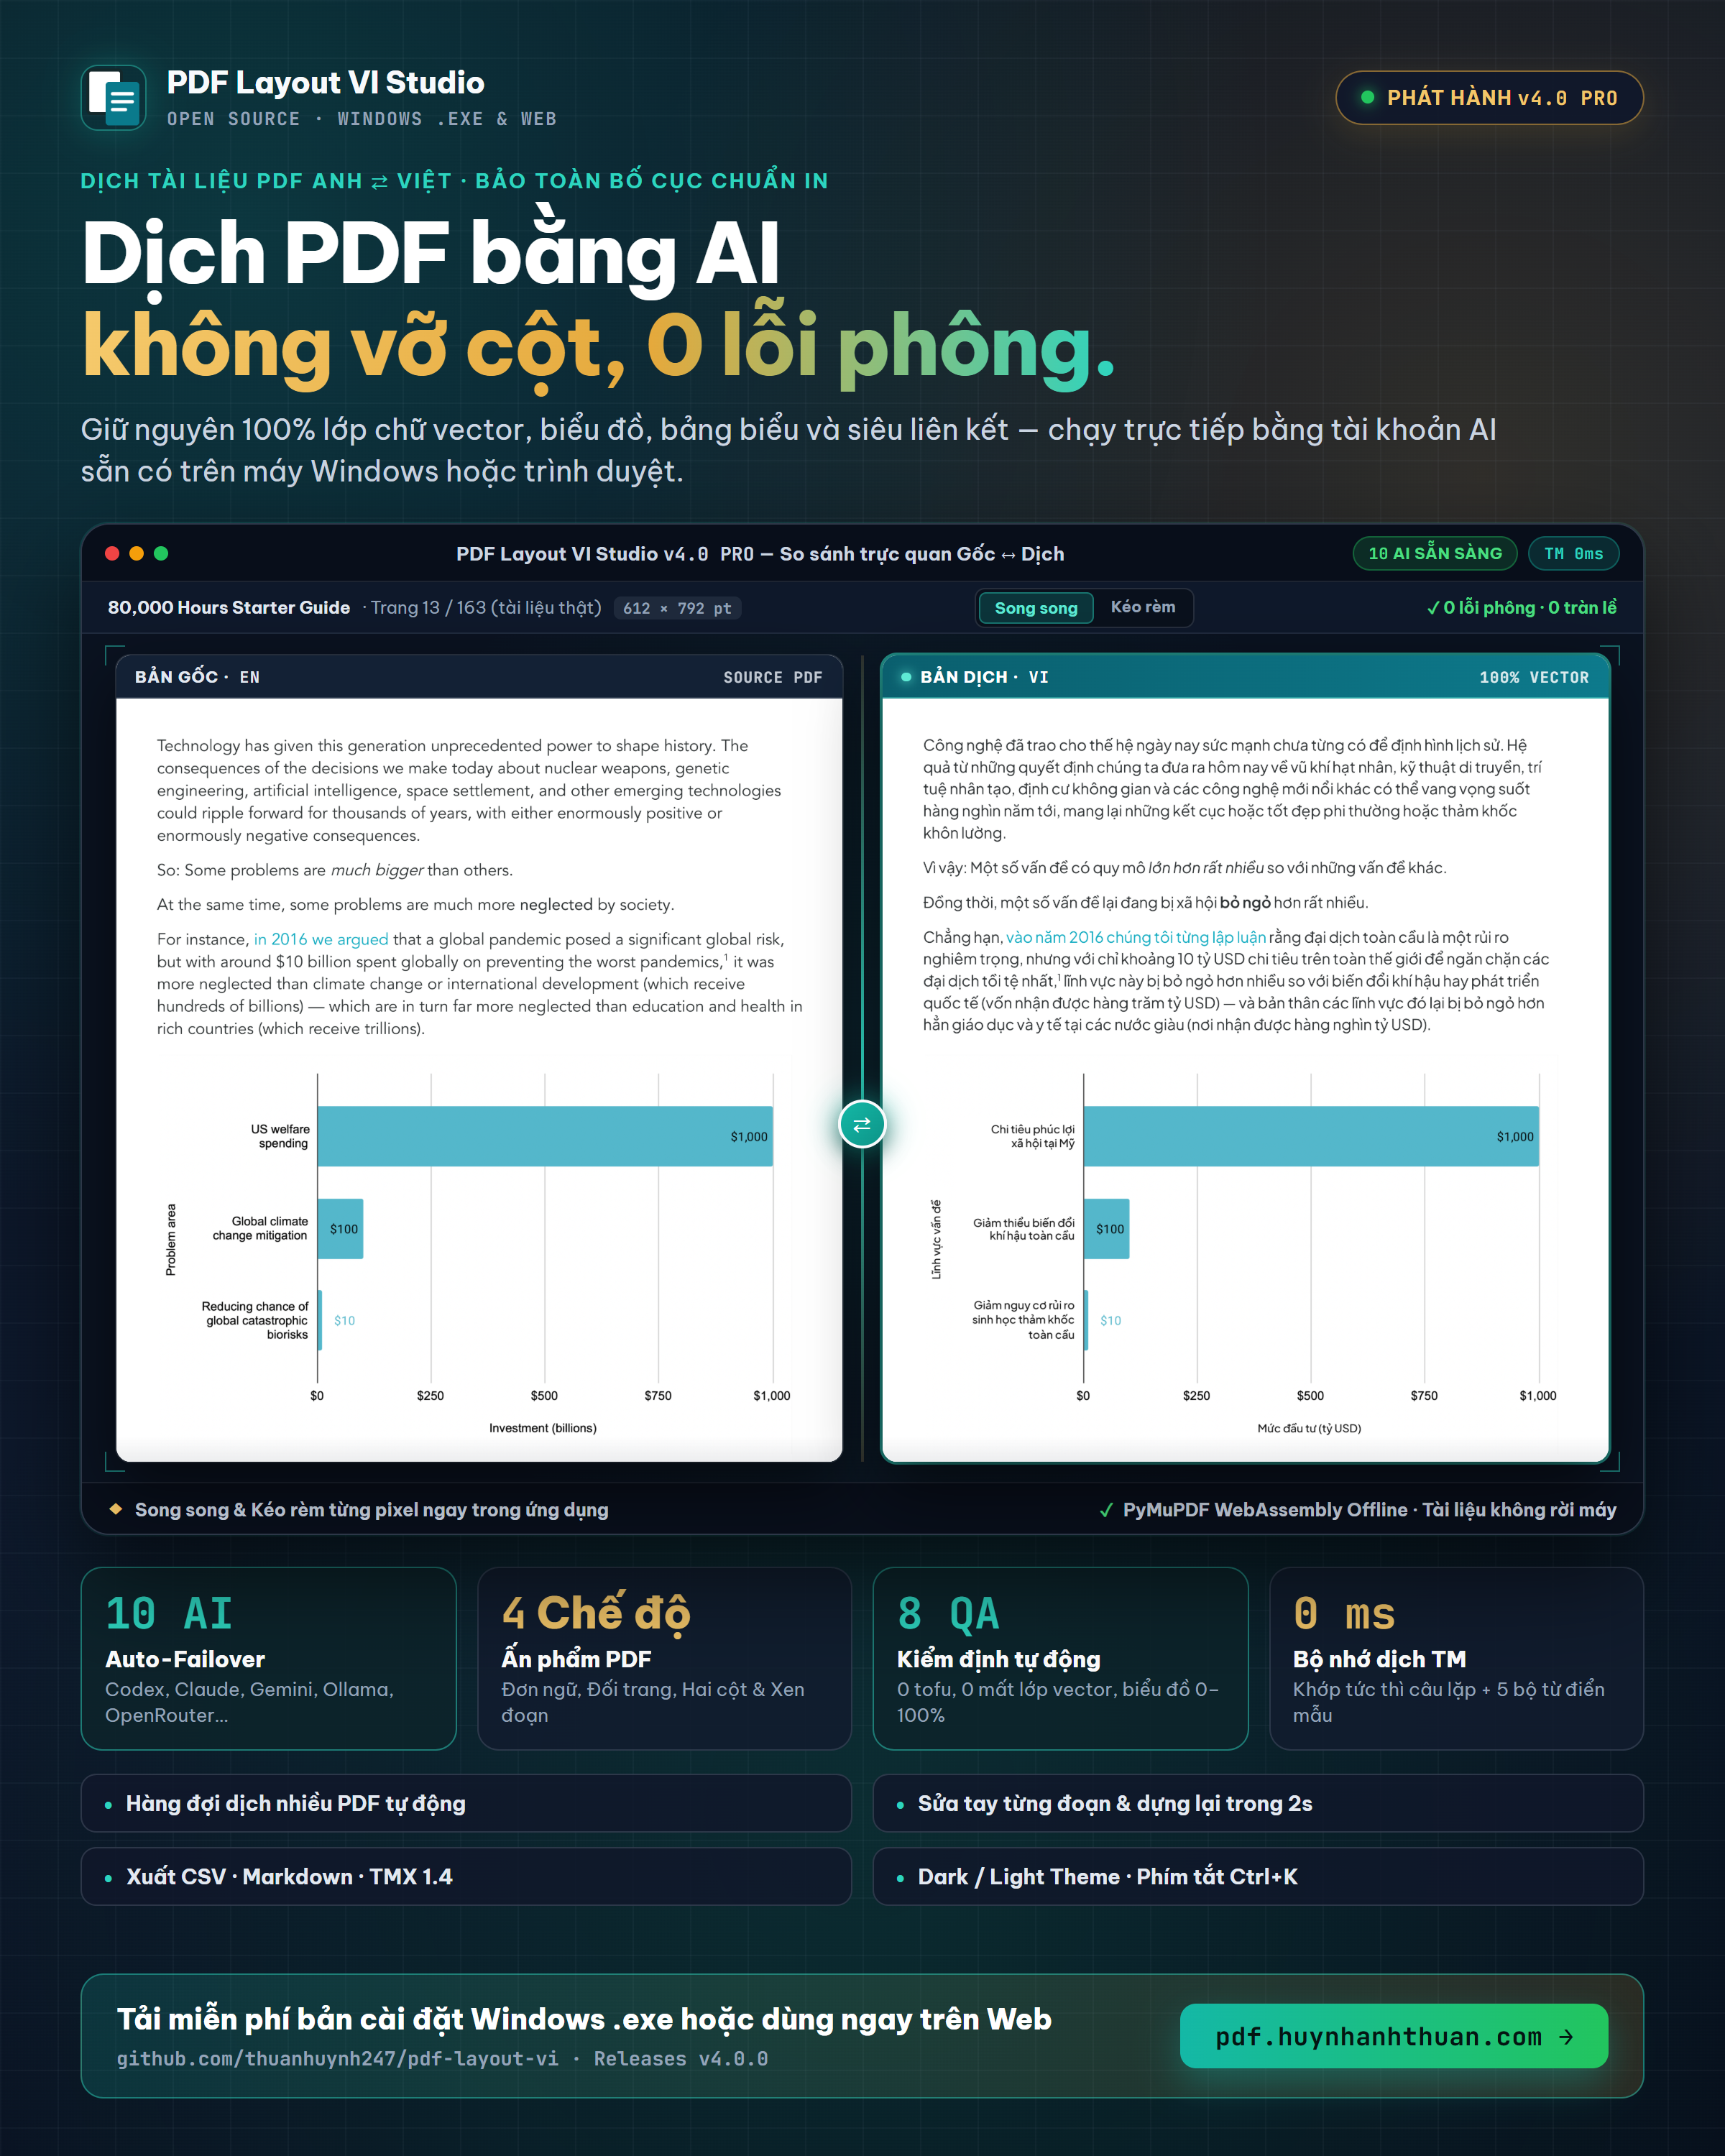 PDF Layout VI Studio
OPEN SOURCE · WINDOWS .EXE & WEB
PHÁT HÀNH v4.0 PRO
DỊCH TÀI LIỆU PDF ANH ⇄ VIỆT · BẢO TOÀN BỐ CỤC CHUẨN IN
Dịch PDF bằng AI
không vỡ cột, 0 lỗi phông.
Giữ nguyên 100% lớp chữ vector, biểu đồ, bảng biểu và siêu liên kết — chạy trực tiếp bằng tài khoản AI
sẵn có trên máy Windows hoặc trình duyệt.
PDF Layout VI Studio v4.0 PRO — So sánh trực quan Gốc ↔ Dịch
10 AI SẴN SÀNG
TM 0ms
80,000 Hours Starter Guide · Trang 13 / 163 (tài liệu thật) 612 × 792 pt
Song song
Kéo rèm
✓ 0 lỗi phông · 0 tràn lề
BẢN GỐC · EN
SOURCE PDF
Technology has given this generation unprecedented power to shape history. The
consequences of the decisions we make today about nuclear weapons, genetic
engineering, artificial intelligence, space settlement, and other emerging technologies
could ripple forward for thousands of years, with either enormously positive or
enormously negative consequences.
So: Some problems are much bigger than others.
At the same time, some problems are much more neglected by society.
For instance, in 2016 we argued that a global pandemic posed a significant global risk,
but with around $10 billion spent globally on preventing the worst pandemics,¹ it was
more neglected than climate change or international development (which receive
hundreds of billions) — which are in turn far more neglected than education and health in
rich countries (which receive trillions).
US welfare
spending
$1,000
Problem area
Global climate
change mitigation
$100
Reducing chance of
global catastrophic
biorisks
$10
$0
$250
$500
$750
$1,000
Investment (billions)
BẢN DỊCH · VI
100% VECTOR
Công nghệ đã trao cho thế hệ ngày nay sức mạnh chưa từng có để định hình lịch sử. Hệ
quả từ những quyết định chúng ta đưa ra hôm nay về vũ khí hạt nhân, kỹ thuật di truyền, trí
tuệ nhân tạo, định cư không gian và các công nghệ mới nổi khác có thể vang vọng suốt
hàng nghìn năm tới, mang lại những kết cục hoặc tốt đẹp phi thường hoặc thảm khốc
khôn lường.
Vì vậy: Một số vấn đề có quy mô lớn hơn rất nhiều so với những vấn đề khác.
Đồng thời, một số vấn đề lại đang bị xã hội bỏ ngỏ hơn rất nhiều.
Chẳng hạn, vào năm 2016 chúng tôi từng lập luận rằng đại dịch toàn cầu là một rủi ro
nghiêm trọng, nhưng với chỉ khoảng 10 tỷ USD chi tiêu trên toàn thế giới để ngăn chặn các
đại dịch tồi tệ nhất,¹ lĩnh vực này bị bỏ ngỏ hơn nhiều so với biến đổi khí hậu hay phát triển
quốc tế (vốn nhận được hàng trăm tỷ USD) — và bản thân các lĩnh vực đó lại bị bỏ ngỏ hơn
hẳn giáo dục và y tế tại các nước giàu (nơi nhận được hàng nghìn tỷ USD).
Chi tiêu phúc lợi
xã hội tại Mỹ
$1,000
Lĩnh vực vấn đề
Giảm thiểu biến đổi
khí hậu toàn cầu
$100
Giảm nguy cơ rủi ro
sinh học thảm khốc
toàn cầu
$10
$0
$250
$500
$750
$1,000
Mức đầu tư (tỷ USD)
Song song & Kéo rèm từng pixel ngay trong ứng dụng
✓ PyMuPDF WebAssembly Offline · Tài liệu không rời máy
10 AI
Auto-Failover
Codex, Claude, Gemini, Ollama,
OpenRouter...
4 Chế độ
Ấn phẩm PDF
Đơn ngữ, Đối trang, Hai cột & Xen
đoạn
8 QA
Kiểm định tự động
0 tofu, 0 mất lớp vector, biểu đồ 0–
100%
0 ms
Bộ nhớ dịch TM
Khớp tức thì câu lặp + 5 bộ từ điển
mẫu
• Hàng đợi dịch nhiều PDF tự động
• Sửa tay từng đoạn & dựng lại trong 2s
• Xuất CSV · Markdown · TMX 1.4
• Dark / Light Theme · Phím tắt Ctrl+K
Tải miễn phí bản cài đặt Windows .exe hoặc dùng ngay trên Web
github.com/thuanhuynh247/pdf-layout-vi · Releases v4.0.0
pdf.huynhanhthuan.com →